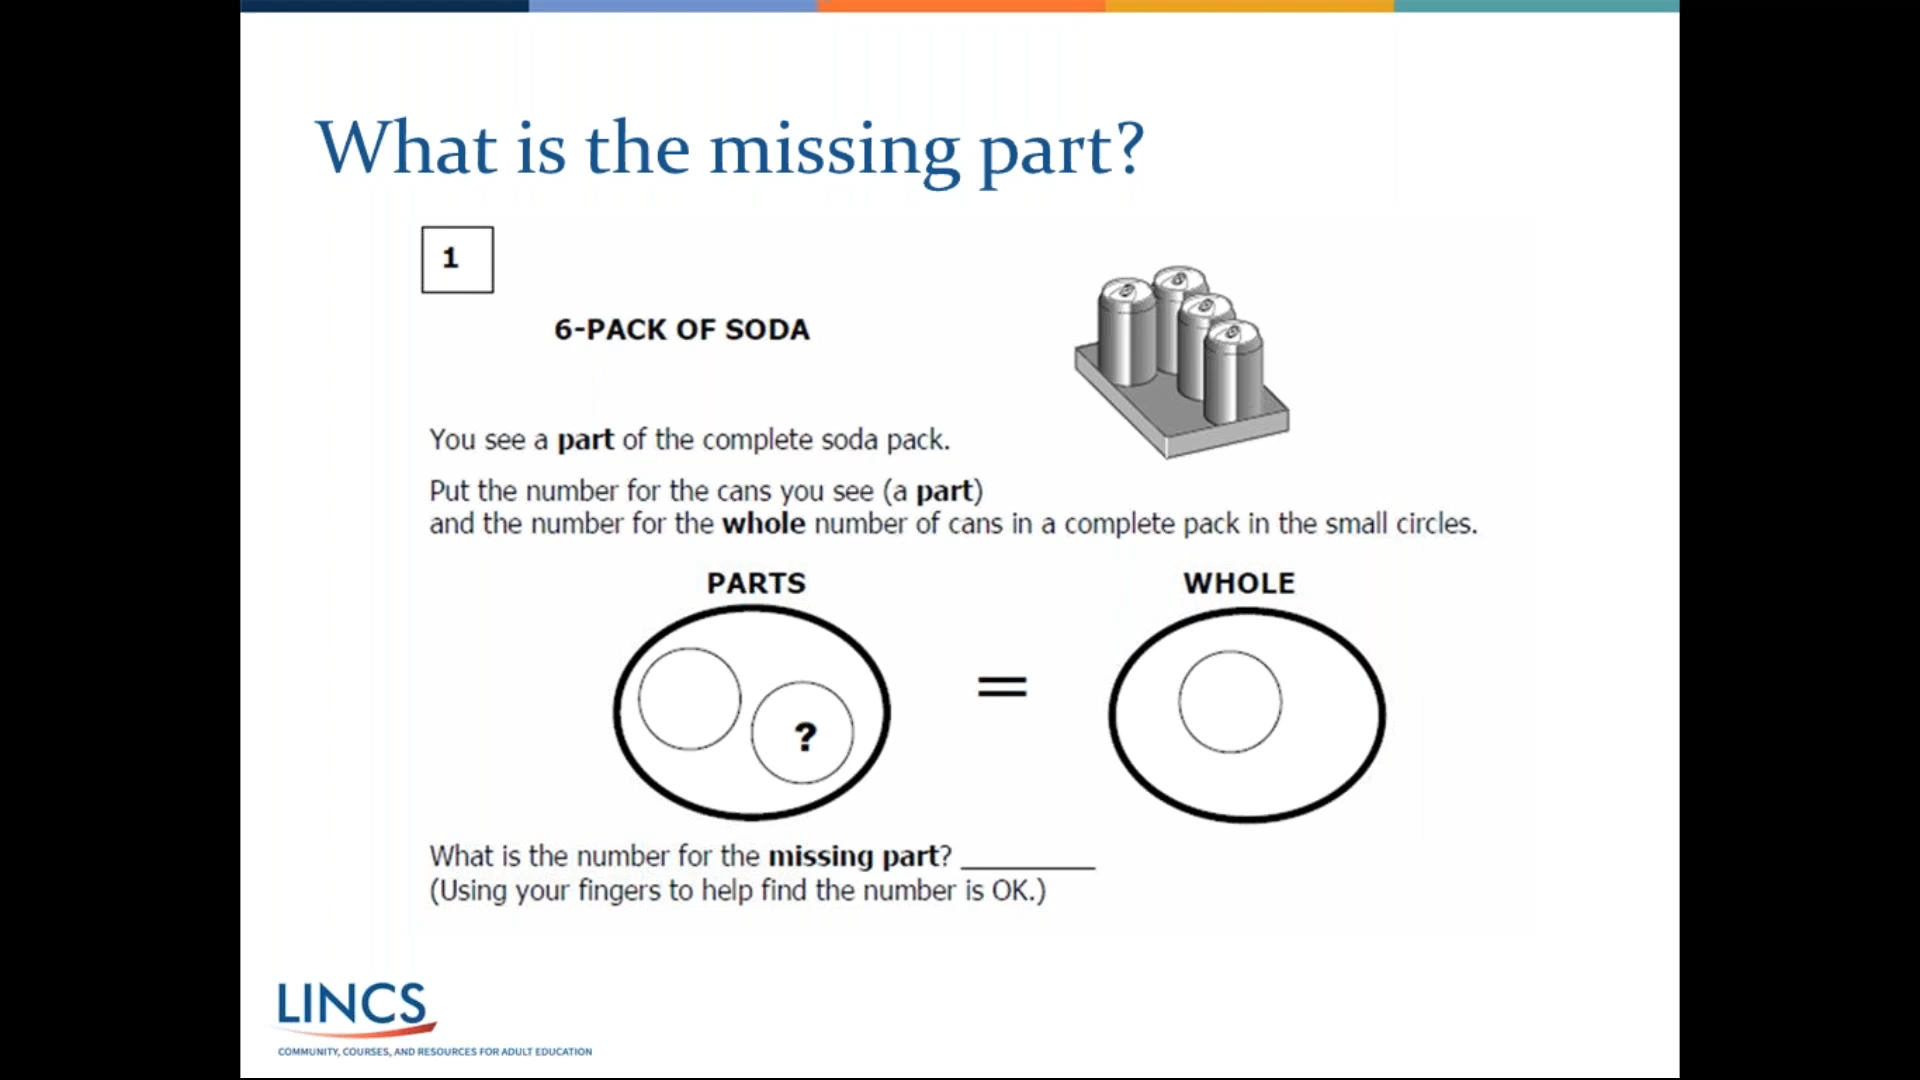 What is the missing part?
1
6-PACK OF SODA
You see a part of the complete soda pack.
Put the number for the cans you see (a part)
and the number for the whole number of cans in a complete pack in the small circles.
PARTS
WHOLE
?
=
What is the number for the missing part? __________
(Using your fingers to help find the number is OK.)
LINCS
COMMUNITY, COURSES, AND RESOURCES FOR ADULT EDUCATION